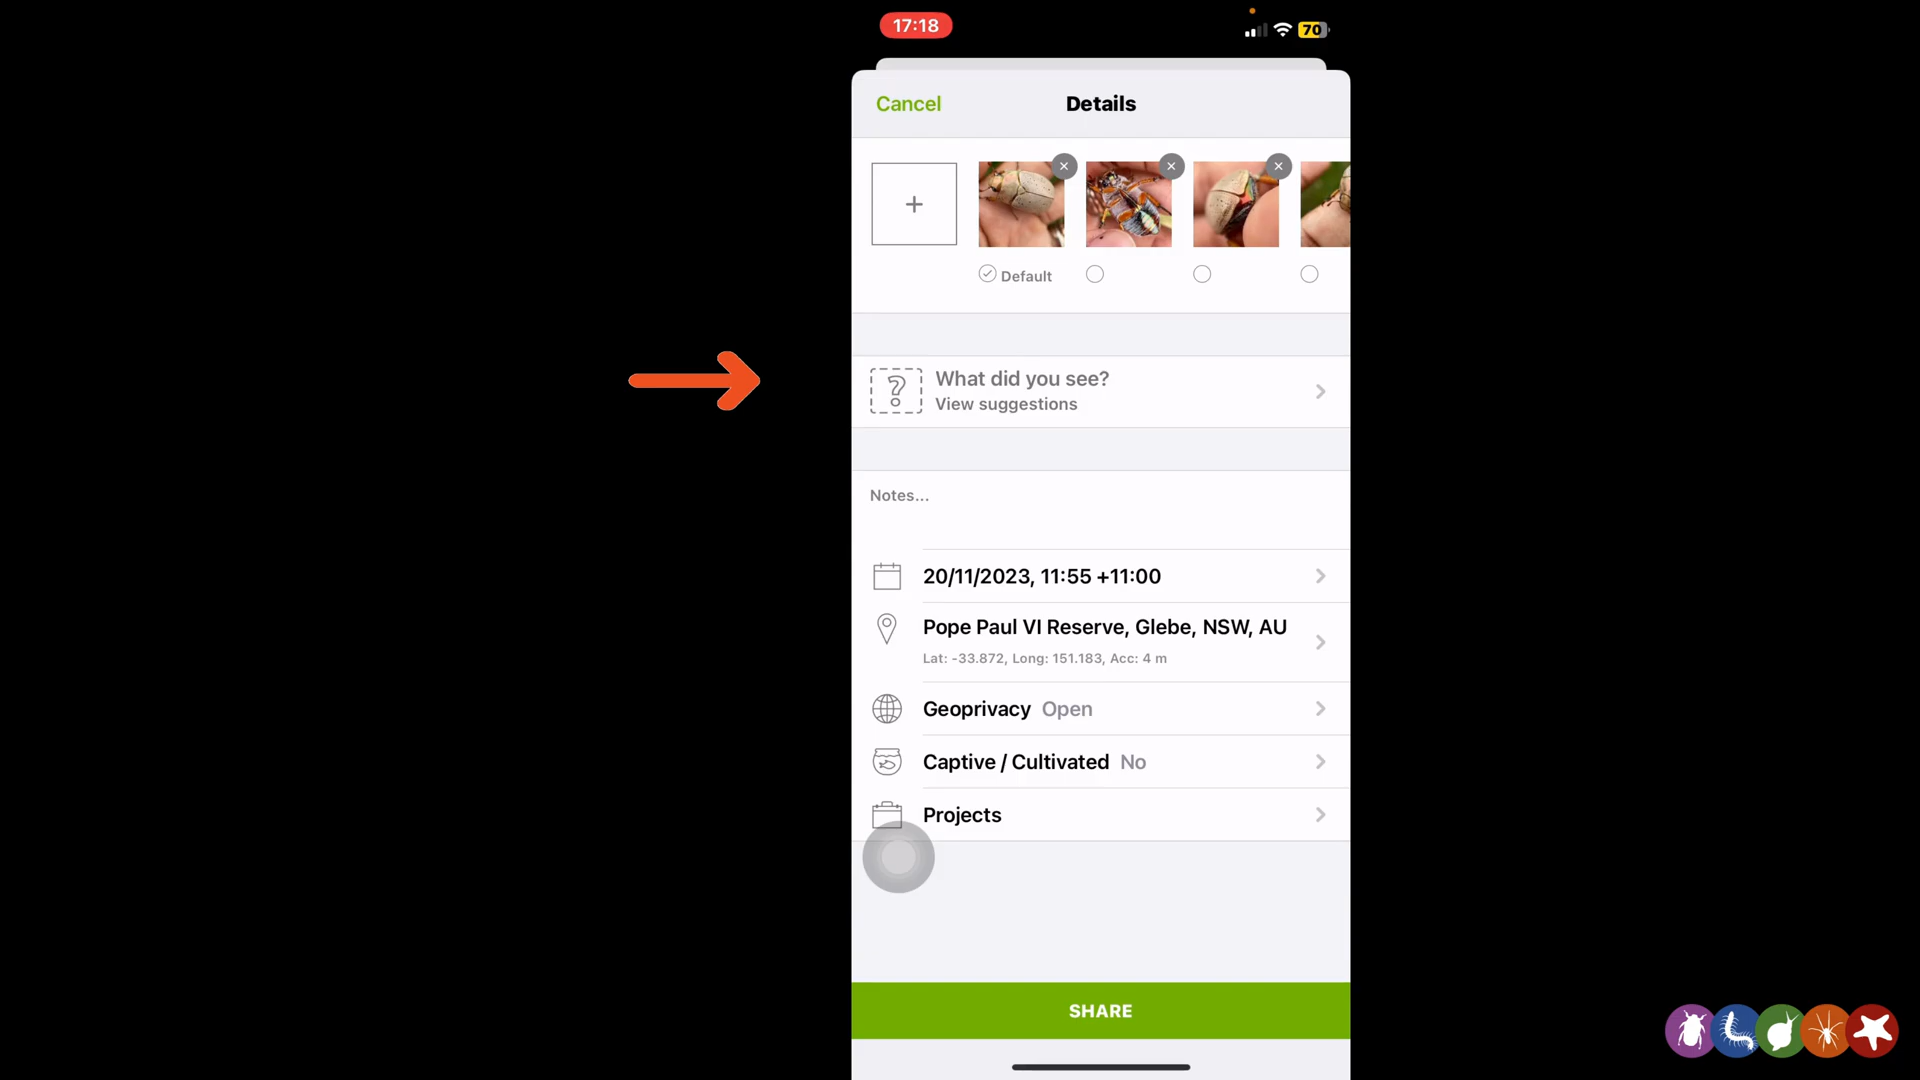 17:18
70
Cancel
Details
Default
What did you see?
View suggestions
Notes...
20/11/2023, 11:55 +11:00
Pope Paul VI Reserve, Glebe, NSW, AU
Lat: -33.872, Long: 151.183, Acc: 4 m
Geoprivacy Open
Captive / Cultivated No
Projects
SHARE